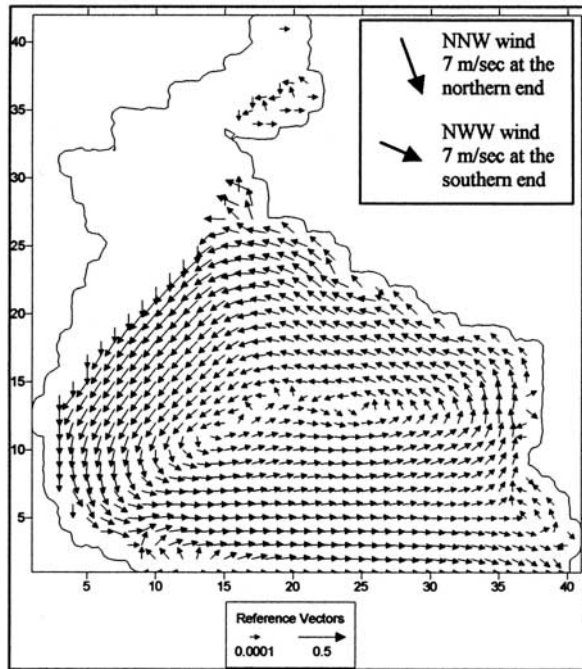 40
35
30
25
20
15
10
5
5 10 15 20 25 30 35 40
NNW wind
7 m/sec at the
northern end
NWW wind
7 m/sec at the
southern end
Reference Vectors
0.0001 0.5